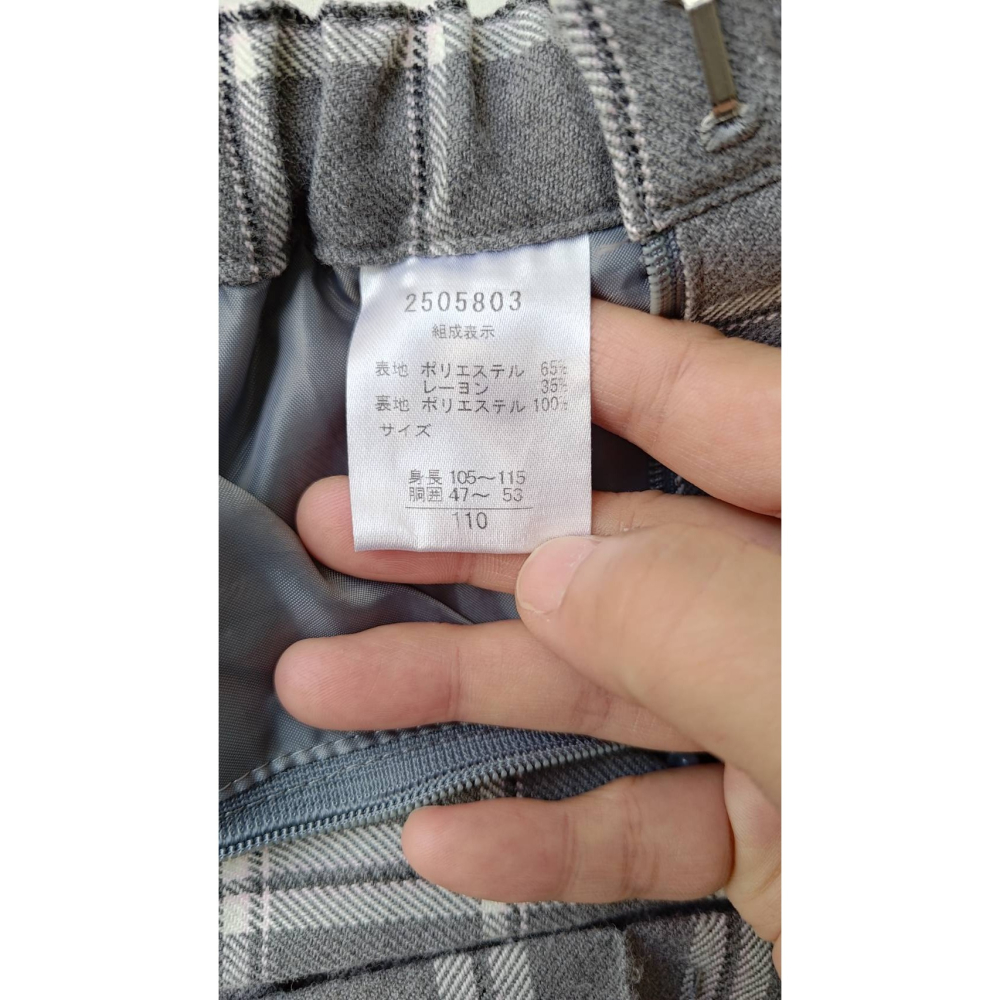 2505803
組成表示
表地 ポリエステル 65%
レーヨン 35%
裏地 ポリエステル 100%
サイズ
身長 105～115
胴囲 47～ 53
110